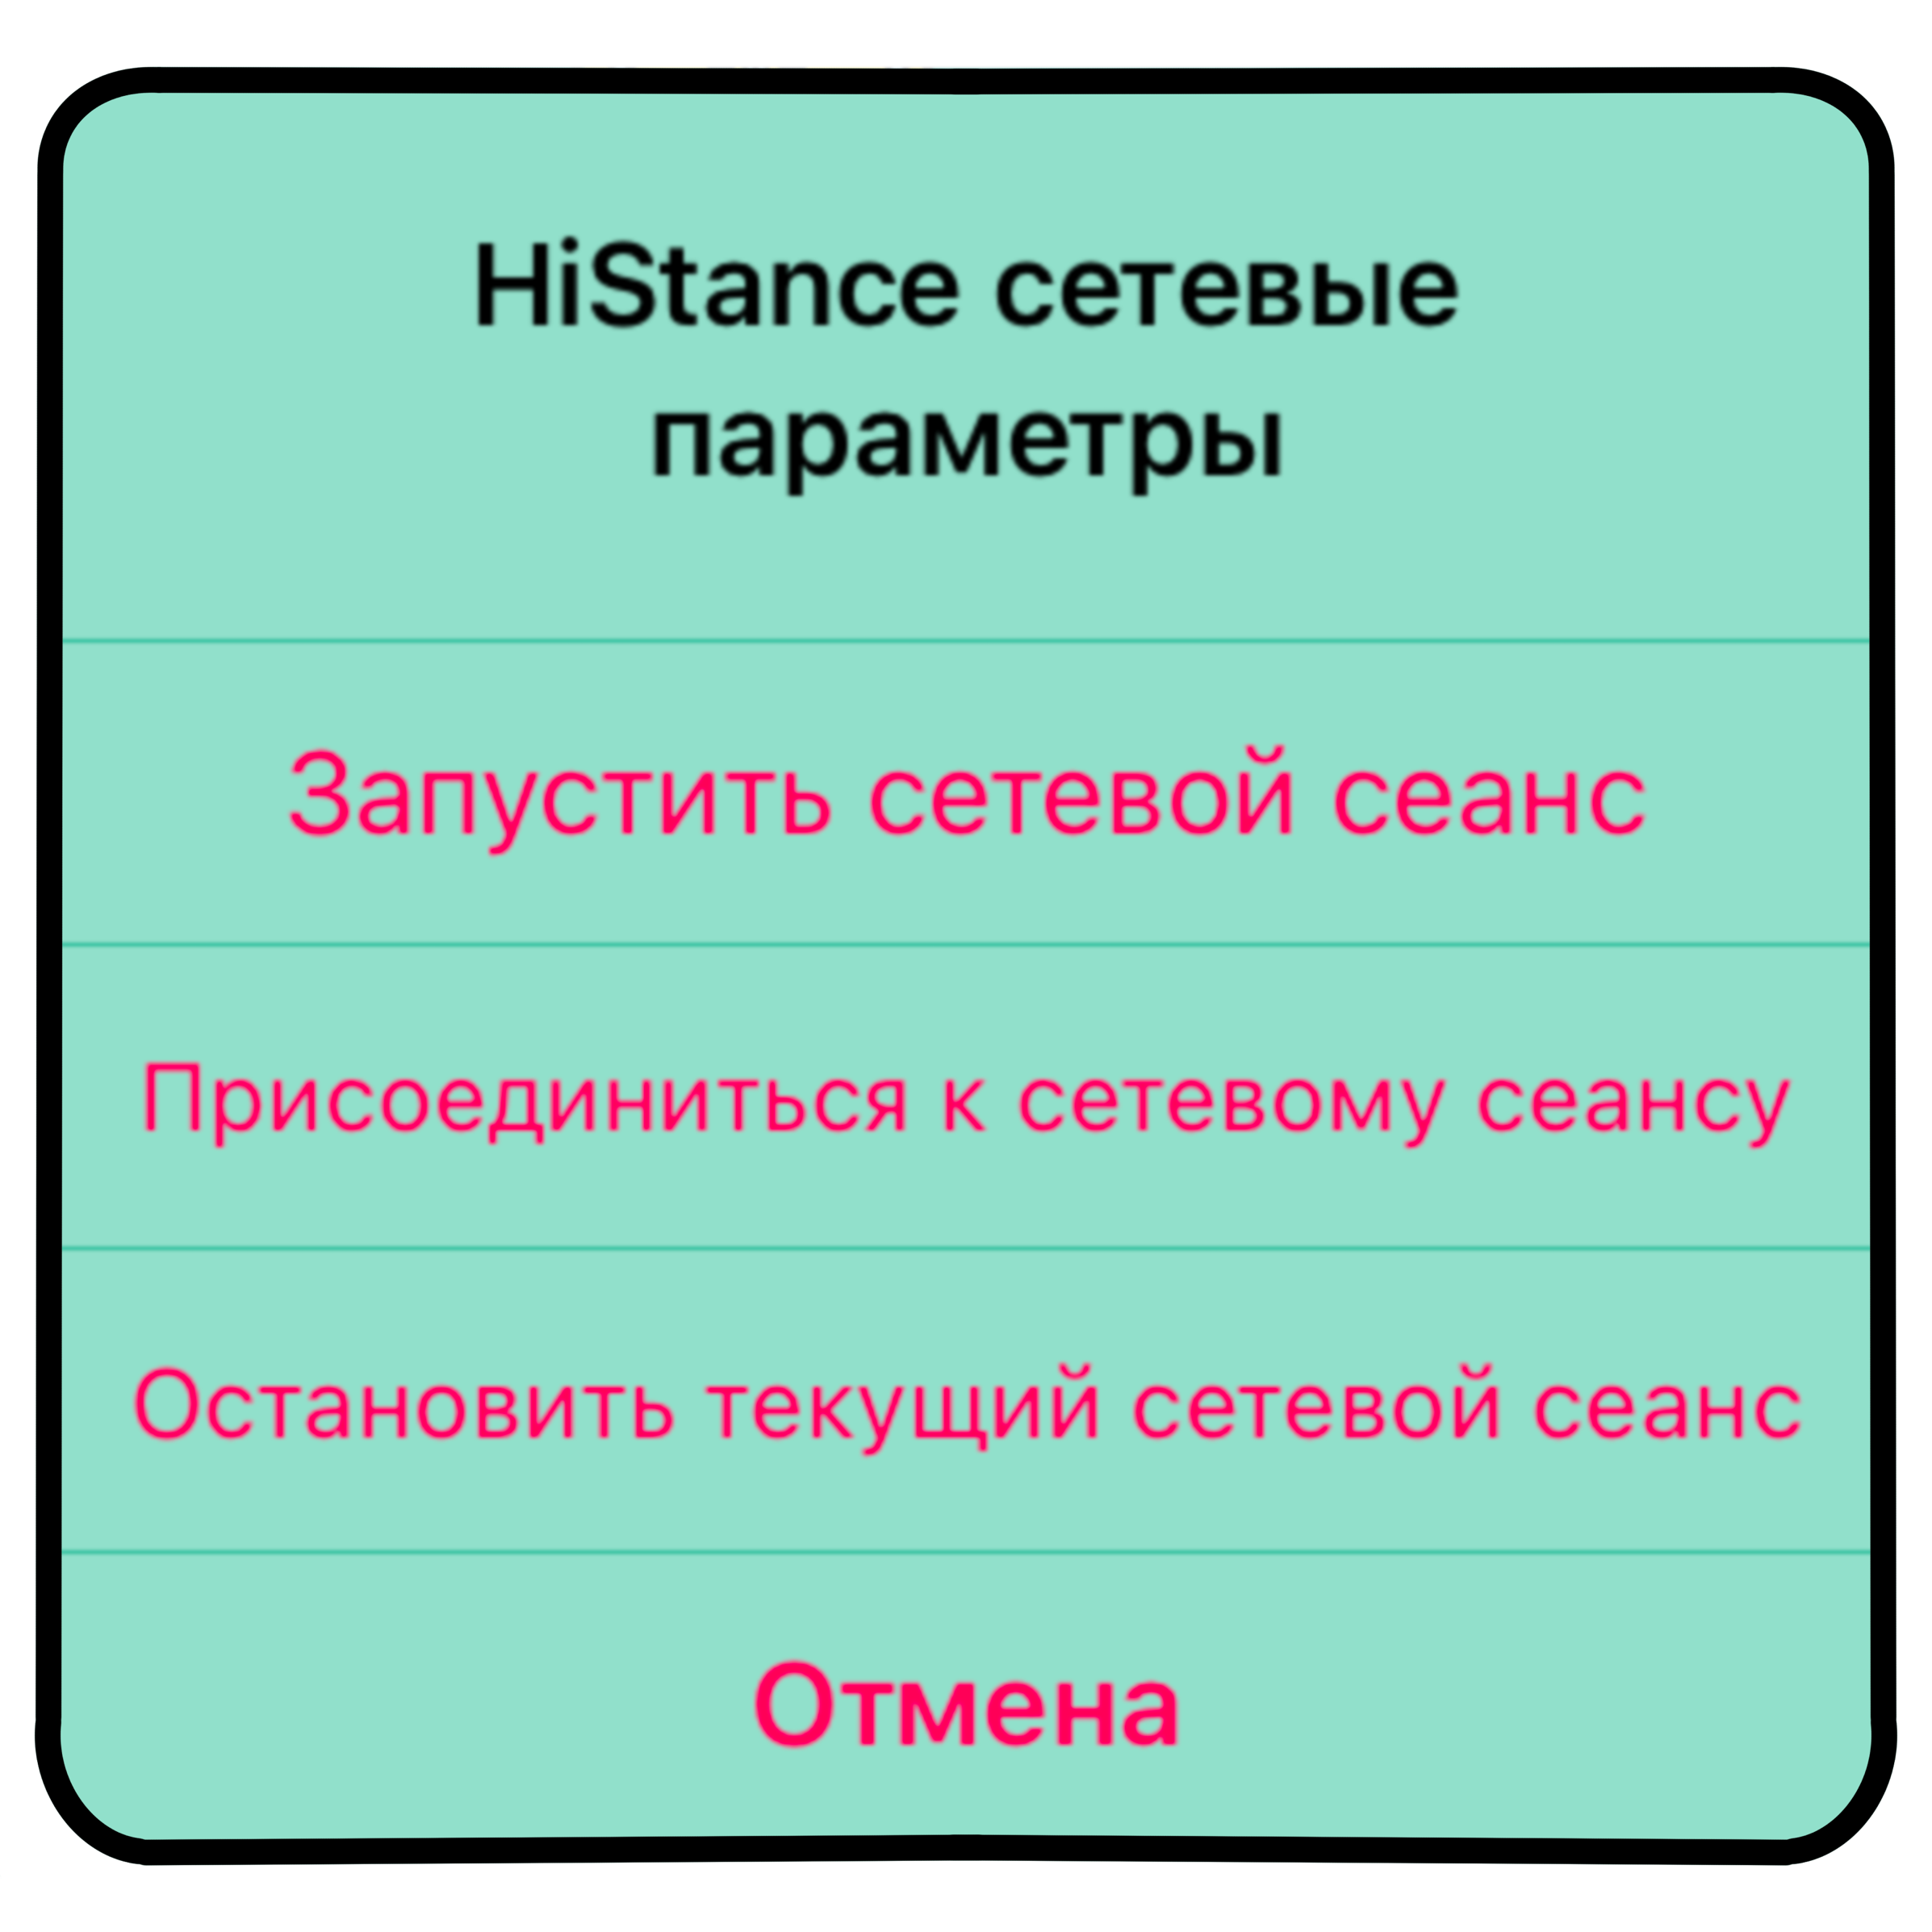 HiStance сетевые
параметры
Запустить сетевой сеанс
Присоединиться к сетевому сеансу
Остановить текущий сетевой сеанс
Отмена